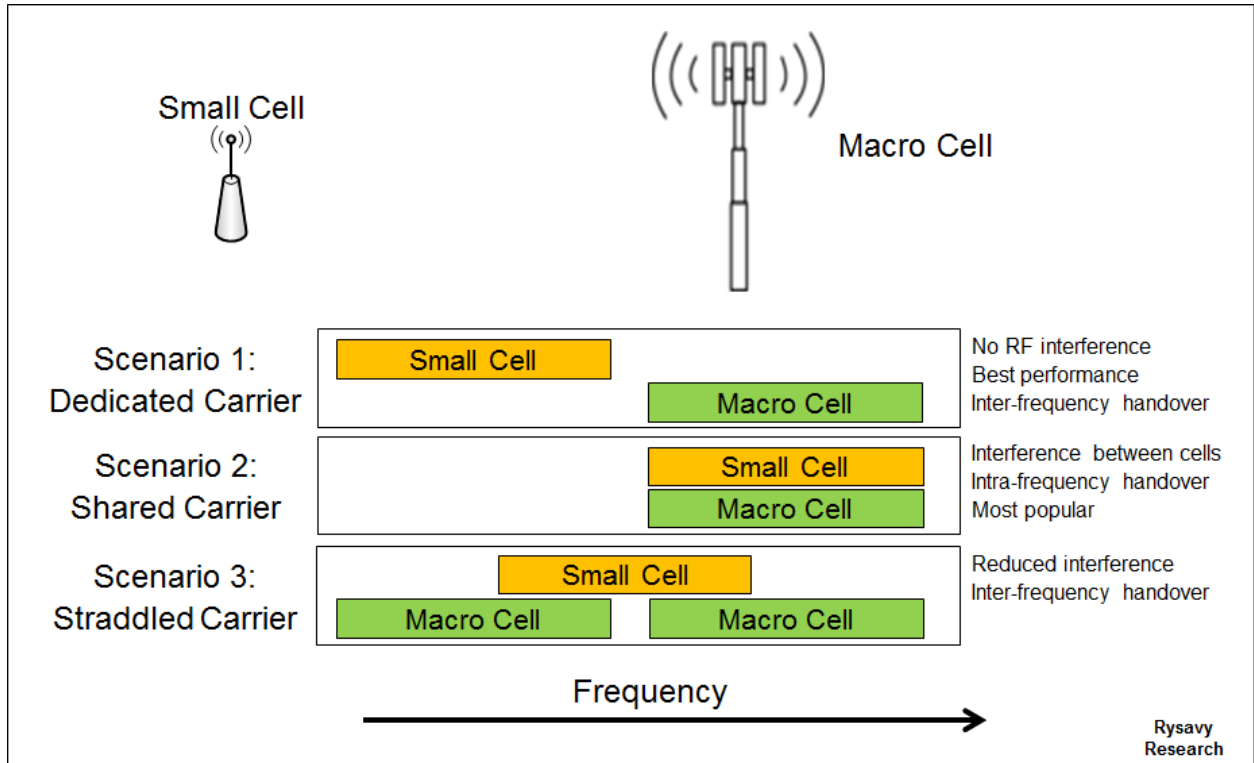 Small Cell
Macro Cell
Scenario 1:
Dedicated Carrier
Small Cell
Macro Cell
No RF interference
Best performance
Inter-frequency handover
Scenario 2:
Shared Carrier
Small Cell
Macro Cell
Interference between cells
Intra-frequency handover
Most popular
Scenario 3:
Straddled Carrier
Small Cell
Macro Cell
Macro Cell
Reduced interference
Inter-frequency handover
Frequency
Rysavy
Research